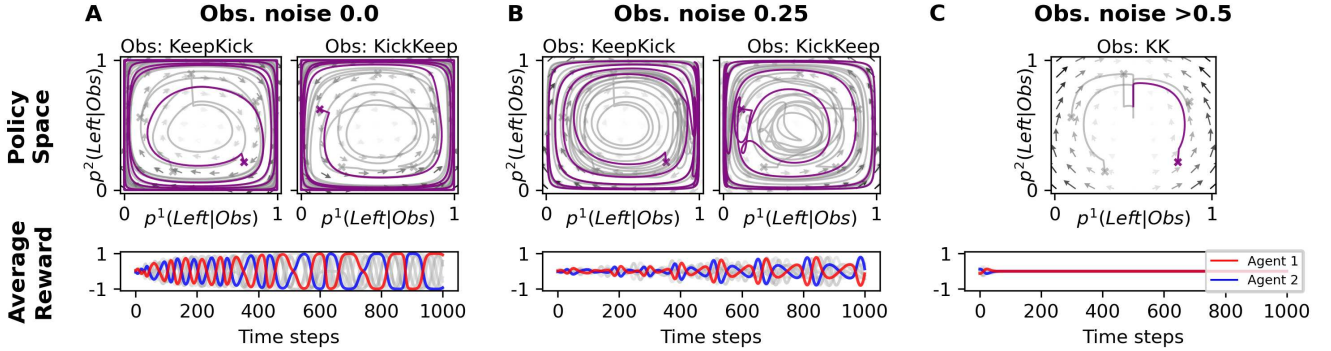 A Obs. noise 0.0 B Obs. noise 0.25 C Obs. noise >0.5
Obs: KeepKick Obs: KickKeep Obs: KeepKick Obs: KickKeep Obs: KK
Policy
Space
p²(Left|Obs) 1 0 p²(Left|Obs) 1 0 p²(Left|Obs) 1 0
0 1 0 1 0 1 0 1 0 1
p¹(Left|Obs) p¹(Left|Obs) p¹(Left|Obs) p¹(Left|Obs) p¹(Left|Obs)
Average
Reward
1 1 1
-1 -1 -1
Agent 1
Agent 2
0 200 400 600 800 1000 0 200 400 600 800 1000 0 200 400 600 800 1000
Time steps Time steps Time steps